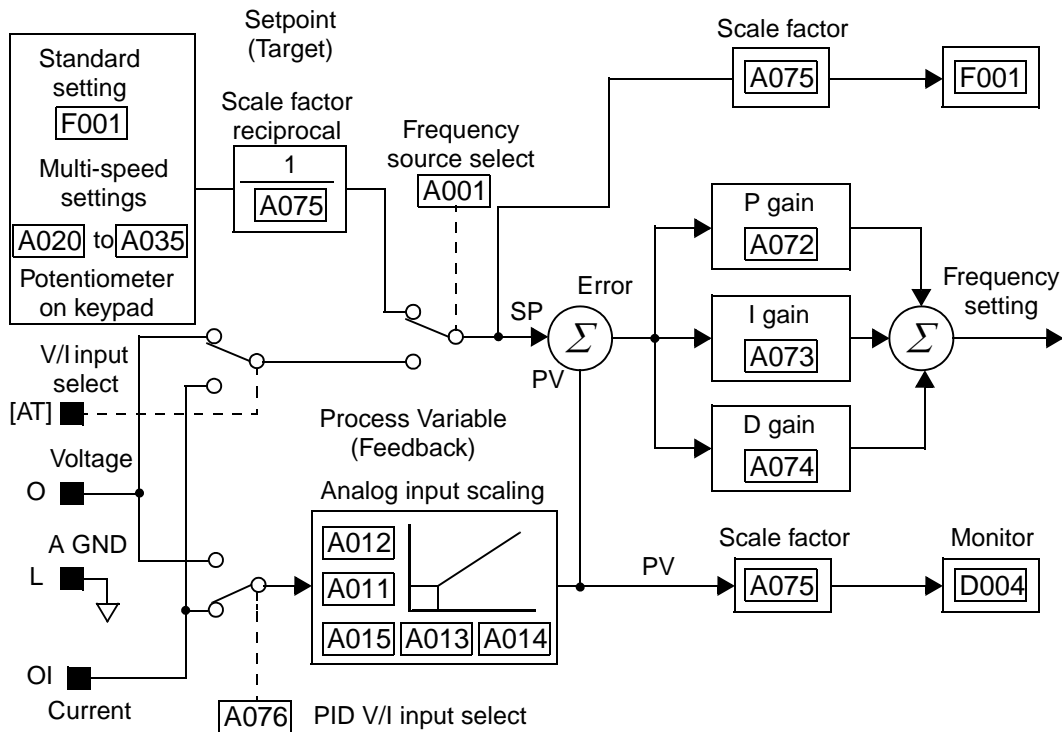 Setpoint
(Target)
Standard
setting
F001
Multi-speed
settings
A020 to A035
Potentiometer
on keypad
Scale factor
reciprocal
1
A075
Frequency
source select
A001
Scale factor
A075
F001
P gain
A072
I gain
A073
D gain
A074
Frequency
setting
Error
SP
Σ
PV
Σ
V/I input
select
[AT]
Voltage
O
A GND
L
OI
Current
Process Variable
(Feedback)
Analog input scaling
A012
A011
A015 A013 A014
A076 PID V/I input select
PV
Scale factor
A075
Monitor
D004